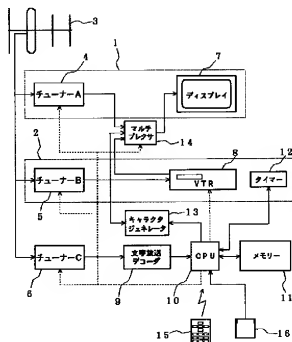 3
4
1
7
チューナーA
ディスプレイ
マルチ
プレクサ
14
2
8
12
チューナーB
VTR
タイマー
5
13
キャラクタ
ジェネレータ
チューナーC
文字放送
デコーダ
CPU
メモリー
6
9
10
11
15
16